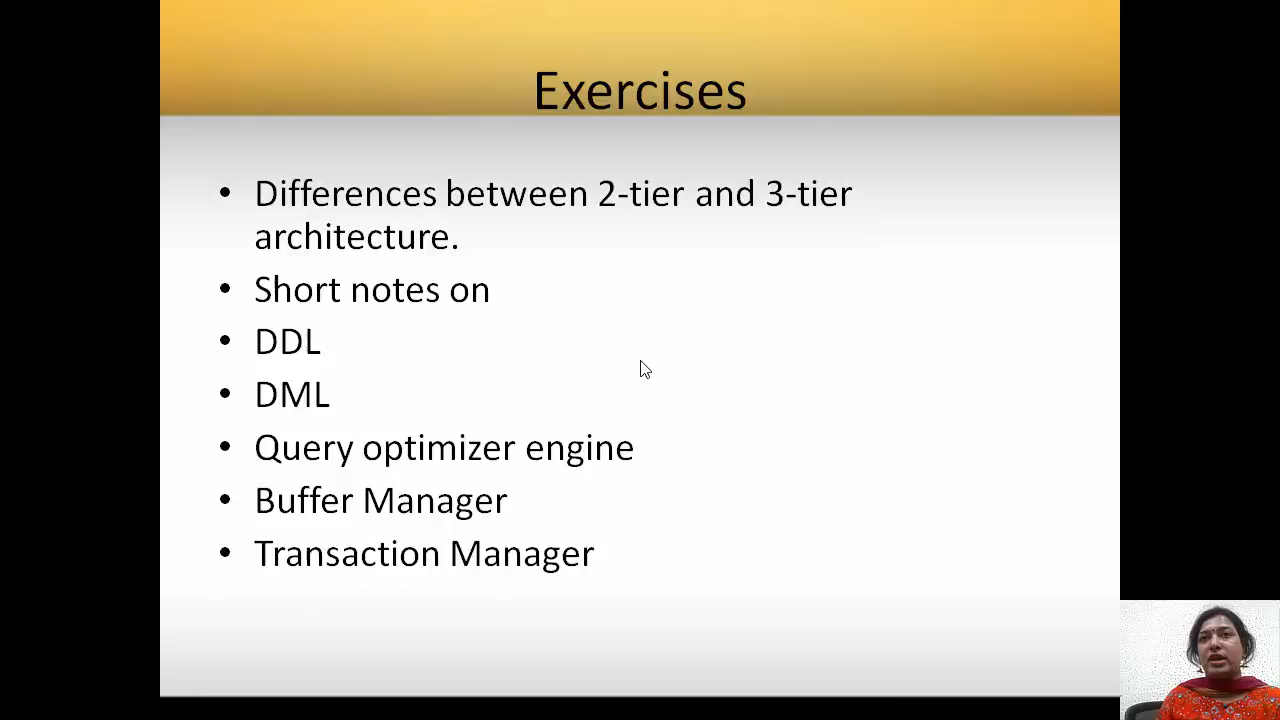 Exercises
• Differences between 2-tier and 3-tier
architecture.
• Short notes on
• DDL
• DML
• Query optimizer engine
• Buffer Manager
• Transaction Manager